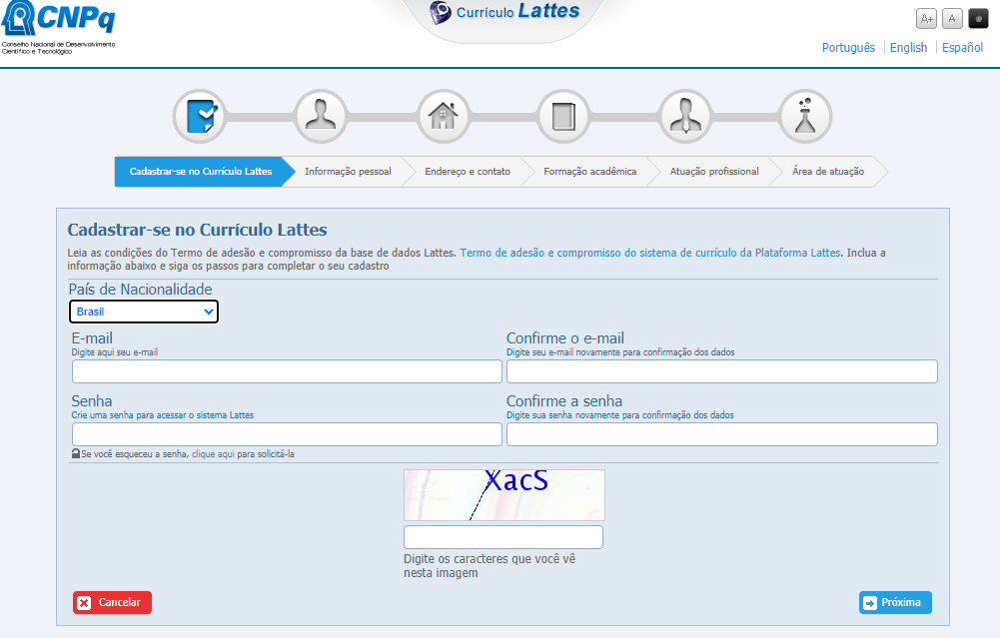 CNPq
Conselho Nacional de Desenvolvimento
Científico e Tecnológico
Currículo Lattes
A+ A
Português English Español
Cadastrar-se no Currículo Lattes
Informação pessoal
Endereço e contato
Formação acadêmica
Atuação profissional
Área de atuação
Cadastrar-se no Currículo Lattes
Leia as condições do Termo de adesão e compromisso da base de dados Lattes. Termo de adesão e compromisso do sistema de currículo da Plataforma Lattes. Inclua a
informação abaixo e siga os passos para completar o seu cadastro
País de Nacionalidade
Brasil
E-mail
Digite aqui seu e-mail
Confirme o e-mail
Digite seu e-mail novamente para confirmação dos dados
Senha
Crie uma senha para acessar o sistema Lattes
Confirme a senha
Digite sua senha novamente para confirmação dos dados
Se você esqueceu a senha, clique aqui para solicitá-la
XacS
Digite os caracteres que você vê
nesta imagem
Cancelar
Próxima